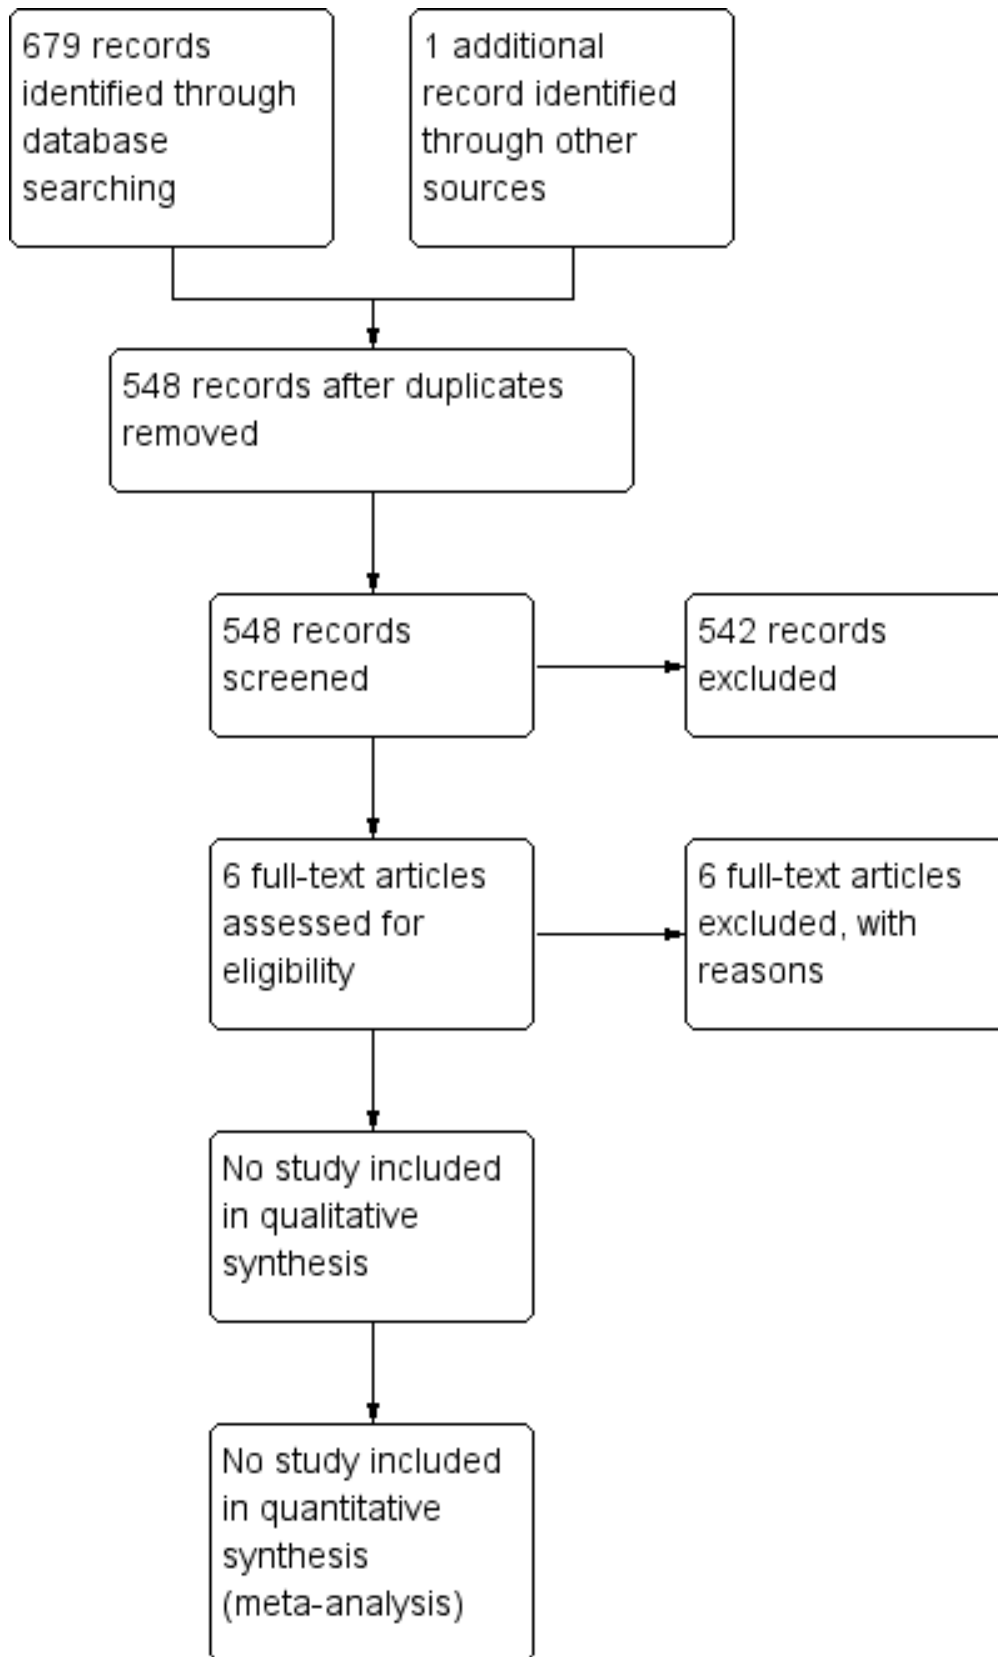 679 records
identified through
database
searching
1 additional
record identified
through other
sources
548 records after duplicates
removed
548 records
screened
542 records
excluded
6 full-text articles
assessed for
eligibility
6 full-text articles
excluded, with
reasons
No study included
in qualitative
synthesis
No study included
in quantitative
synthesis
(meta-analysis)